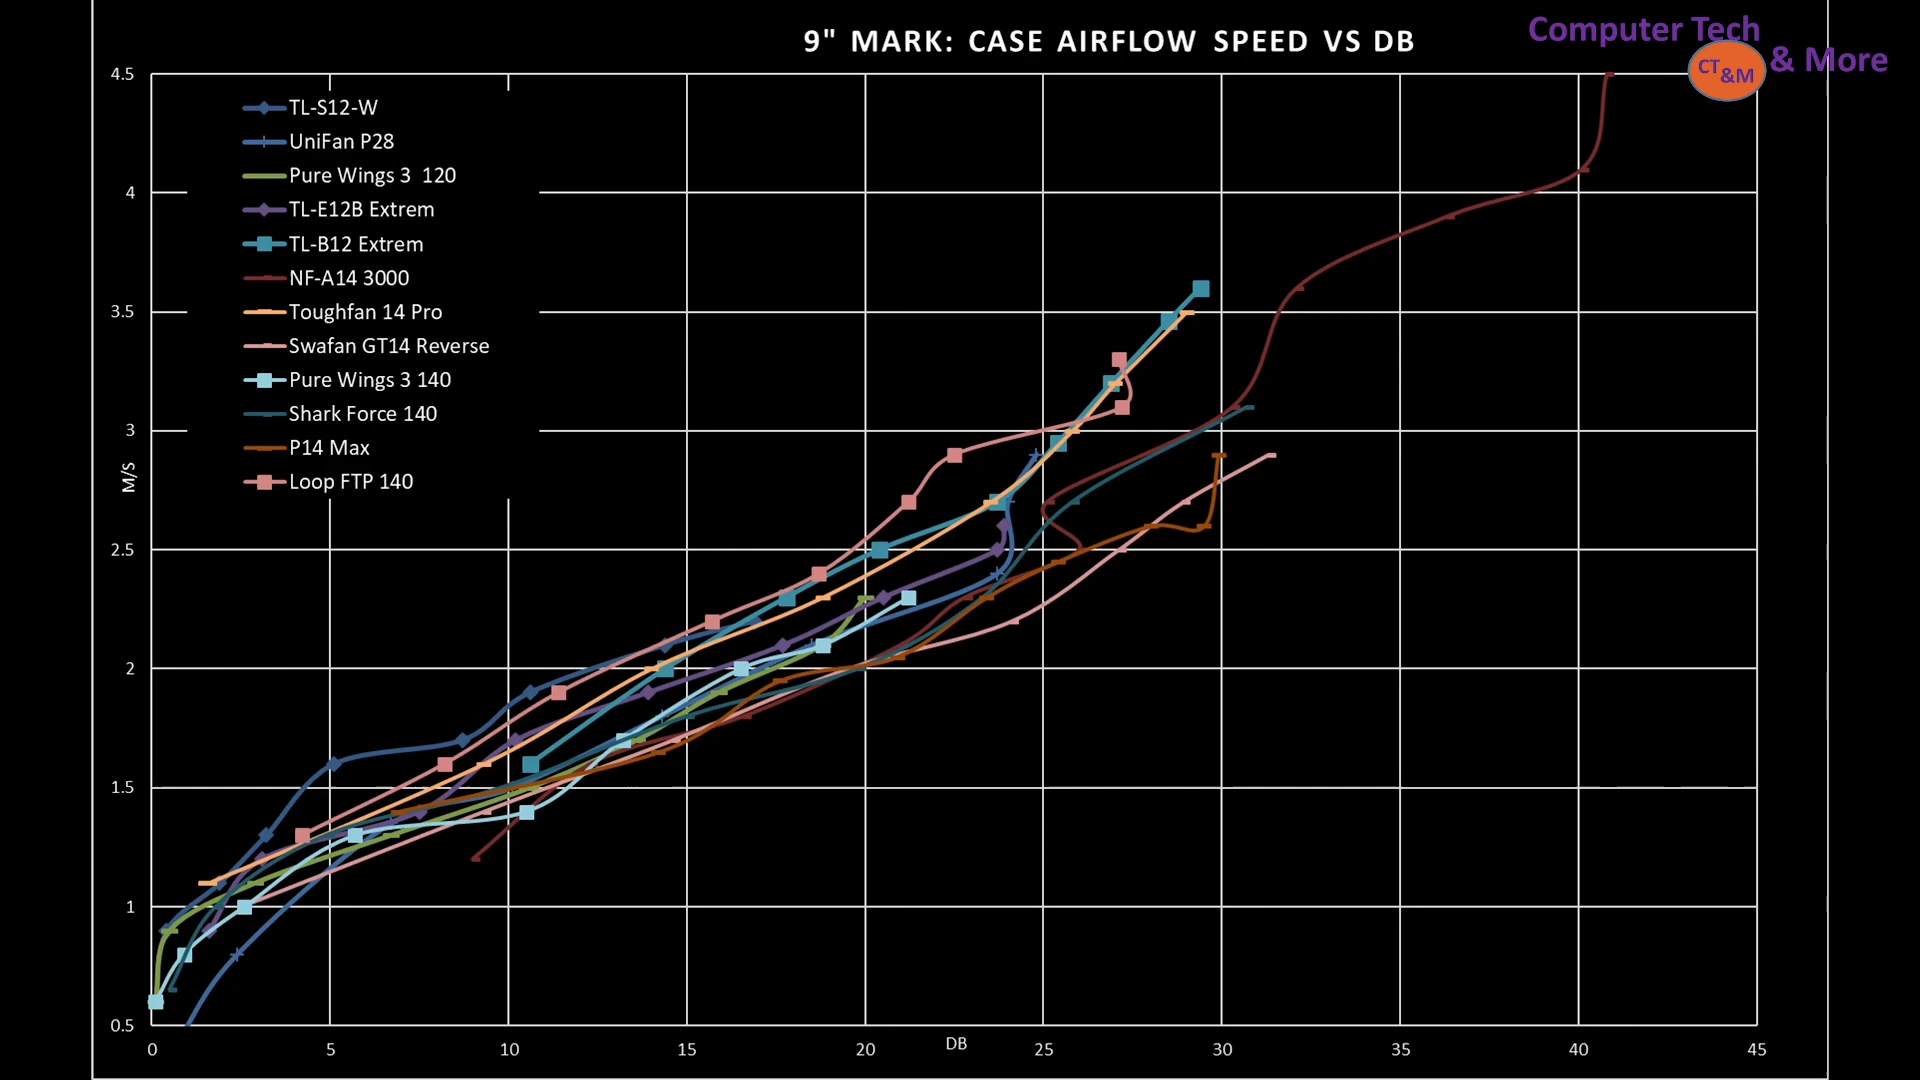 9" MARK: CASE AIRFLOW SPEED VS DB
Computer Tech
& More
CT
&M
4.5
4
3.5
3
2.5
2
1.5
1
0.5
M/S
TL-S12-W
UniFan P28
Pure Wings 3 120
TL-E12B Extrem
TL-B12 Extrem
NF-A14 3000
Toughfan 14 Pro
Swafan GT14 Reverse
Pure Wings 3 140
Shark Force 140
P14 Max
Loop FTP 140
0 5 10 15 20 25 30 35 40 45
DB